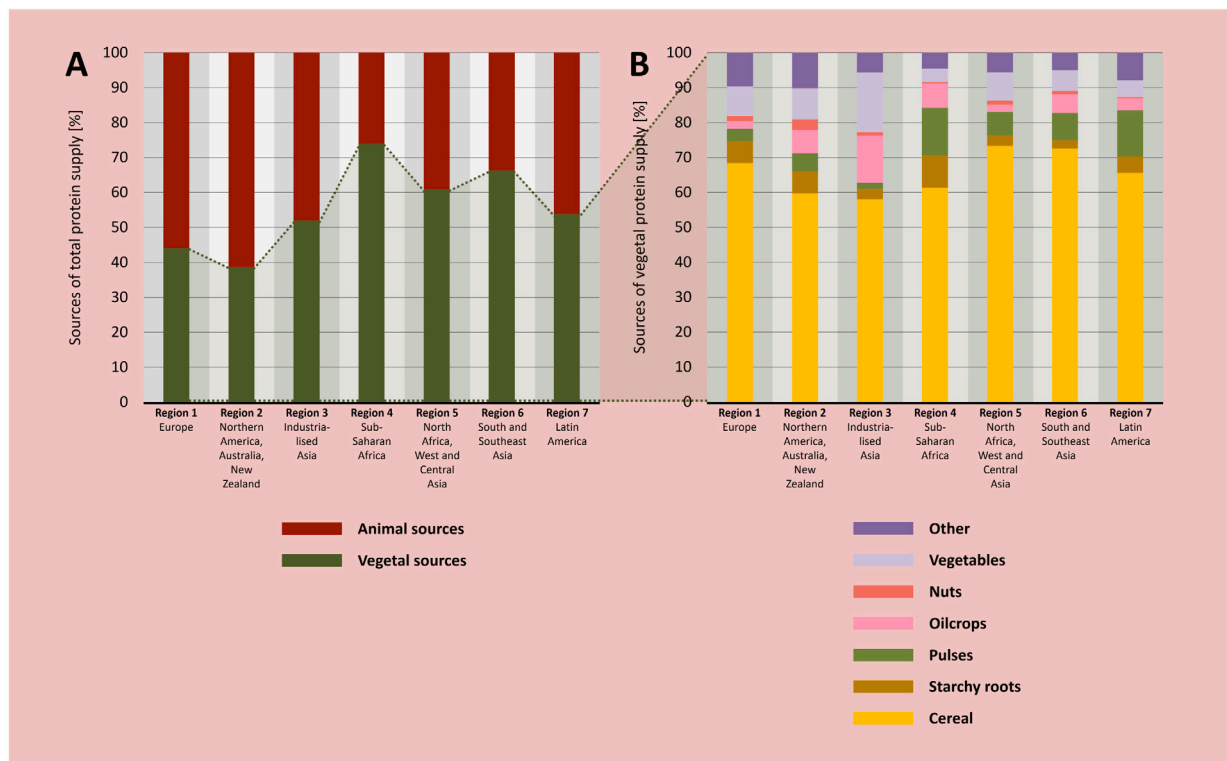 A
Sources of total protein supply [%]
100
90
80
70
60
50
40
30
20
10
0
Region 1
Europe
Region 2
Northern
America,
Australia,
New
Zealand
Region 3
Industria-
lised
Asia
Region 4
Sub-
Saharan
Africa
Region 5
North
Africa,
West and
Central
Asia
Region 6
South and
Southeast
Asia
Region 7
Latin
America
Animal sources
Vegetal sources
B
Sources of vegetal protein supply [%]
100
90
80
70
60
50
40
30
20
10
0
Region 1
Europe
Region 2
Northern
America,
Australia,
New
Zealand
Region 3
Industria-
lised
Asia
Region 4
Sub-
Saharan
Africa
Region 5
North
Africa,
West and
Central
Asia
Region 6
South and
Southeast
Asia
Region 7
Latin
America
Other
Vegetables
Nuts
Oilcrops
Pulses
Starchy roots
Cereal